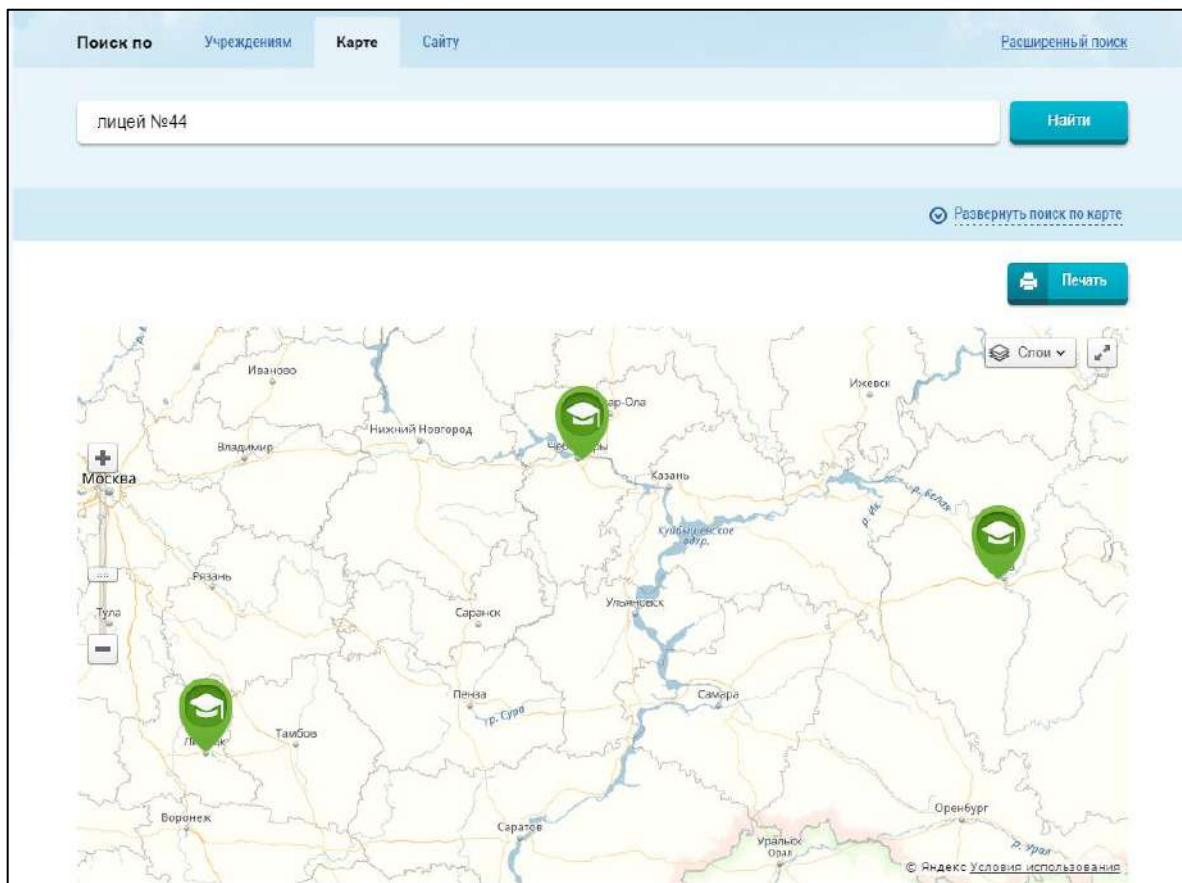 Поиск по Учреждениям Карте Сайту Расширенный поиск
лицей №44 Найти
Развернуть поиск по карте
Печать
Слои
Иваново
Ижевск
Нижний Новгород
Владимир
Москва
Казань
р. Белая
р. Ик
Куйбышевское
вдхр.
Рязань
Ульяновск
Тула
Саранск
Пенза
р. Сура
Самара
Тамбов
Воронеж
Саратов
Оренбург
Уральск
Орал
р. Урал
© Яндекс Условия использования